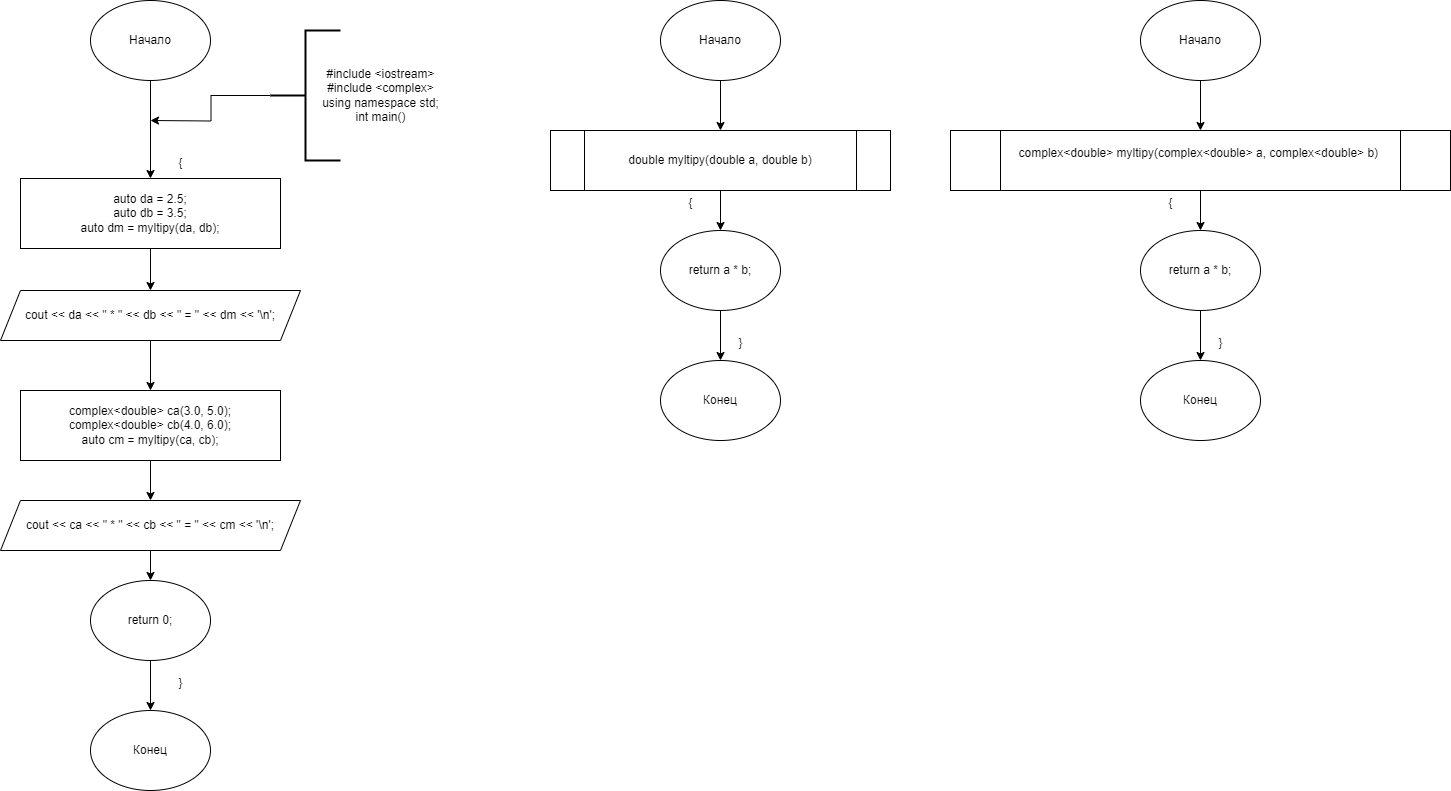 Начало
#include <iostream>
#include <complex>
using namespace std;
int main()
{
auto da = 2.5;
auto db = 3.5;
auto dm = myltipy(da, db);
cout << da << " * " << db << " = " << dm << '\n';
complex<double> ca(3.0, 5.0);
complex<double> cb(4.0, 6.0);
auto cm = myltipy(ca, cb);
cout << ca << " * " << cb << " = " << cm << '\n';
return 0;
}
Конец
Начало
double myltipy(double a, double b)
{
return a * b;
}
Конец
Начало
complex<double> myltipy(complex<double> a, complex<double> b)
{
return a * b;
}
Конец